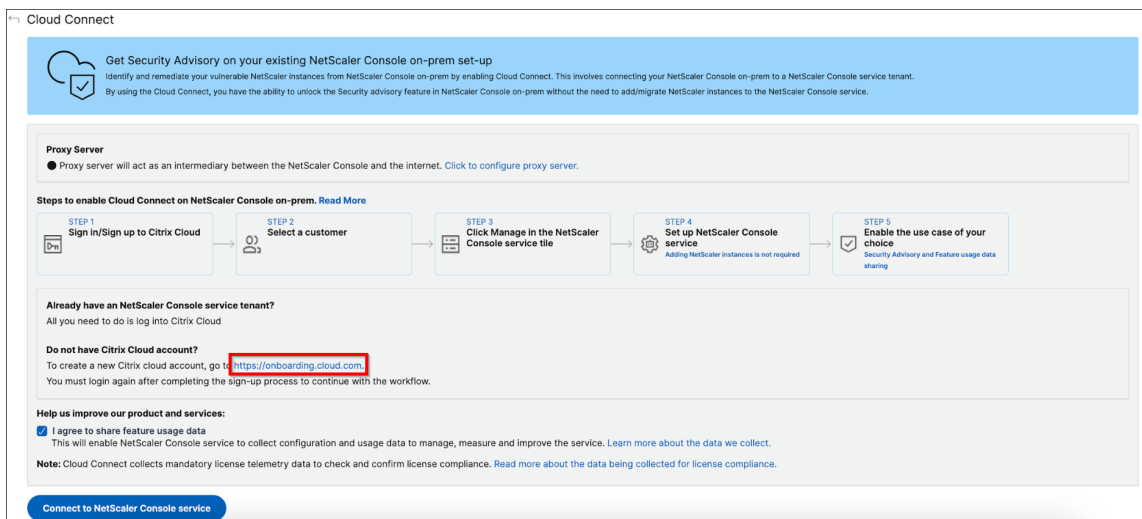 Cloud Connect
Get Security Advisory on your existing NetScaler Console on-prem set-up
Identify and remediate your vulnerable NetScaler instances from NetScaler Console on-prem by enabling Cloud Connect. This involves connecting your NetScaler Console on-prem to a NetScaler Console service tenant.
By using the Cloud Connect, you have the ability to unlock the Security advisory feature in NetScaler Console on-prem without the need to add/migrate NetScaler instances to the NetScaler Console service.
Proxy Server
Proxy server will act as an intermediary between the NetScaler Console and the internet. Click to configure proxy server.
Steps to enable Cloud Connect on NetScaler Console on-prem. Read More
STEP 1
Sign in/Sign up to Citrix Cloud
STEP 2
Select a customer
STEP 3
Click Manage in the NetScaler
Console service tile
STEP 4
Set up NetScaler Console
service
Adding NetScaler instances is not required
STEP 5
Enable the use case of your
choice
Security Advisory and Feature usage data
sharing
Already have an NetScaler Console service tenant?
All you need to do is log into Citrix Cloud
Do not have Citrix Cloud account?
To create a new Citrix cloud account, go to https://onboarding.cloud.com.
You must login again after completing the sign-up process to continue with the workflow.
Help us improve our product and services:
I agree to share feature usage data
This will enable NetScaler Console service to collect configuration and usage data to manage, measure and improve the service. Learn more about the data we collect.
Note: Cloud Connect collects mandatory license telemetry data to check and confirm license compliance. Read more about the data being collected for license compliance.
Connect to NetScaler Console service